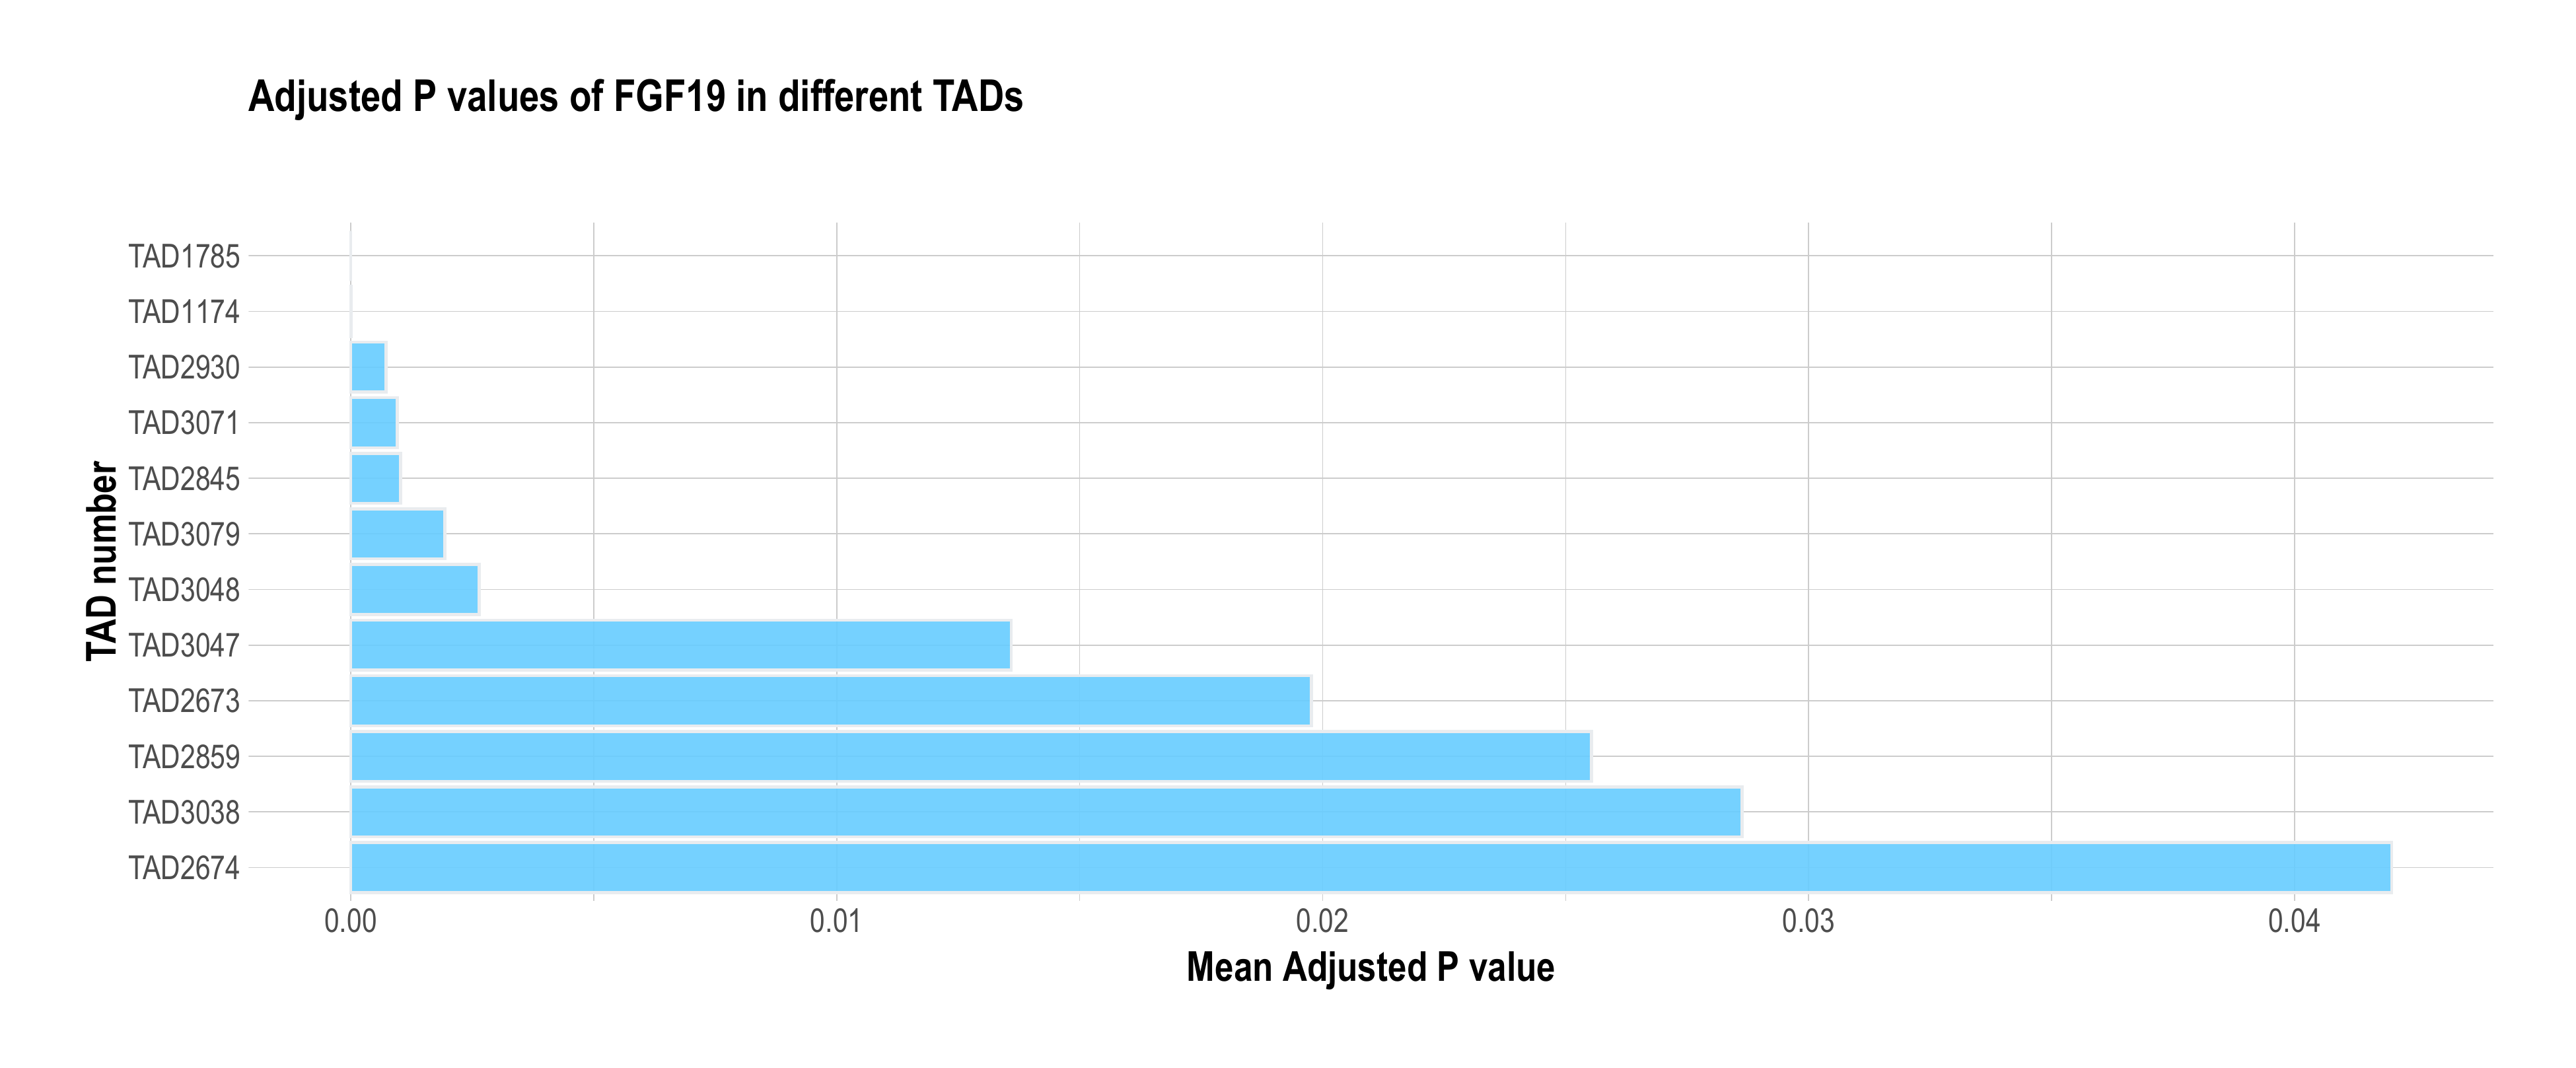 Adjusted P values of FGF19 in different TADs
TAD number
TAD1785
TAD1174
TAD2930
TAD3071
TAD2845
TAD3079
TAD3048
TAD3047
TAD2673
TAD2859
TAD3038
TAD2674
0.00 0.01 0.02 0.03 0.04
Mean Adjusted P value